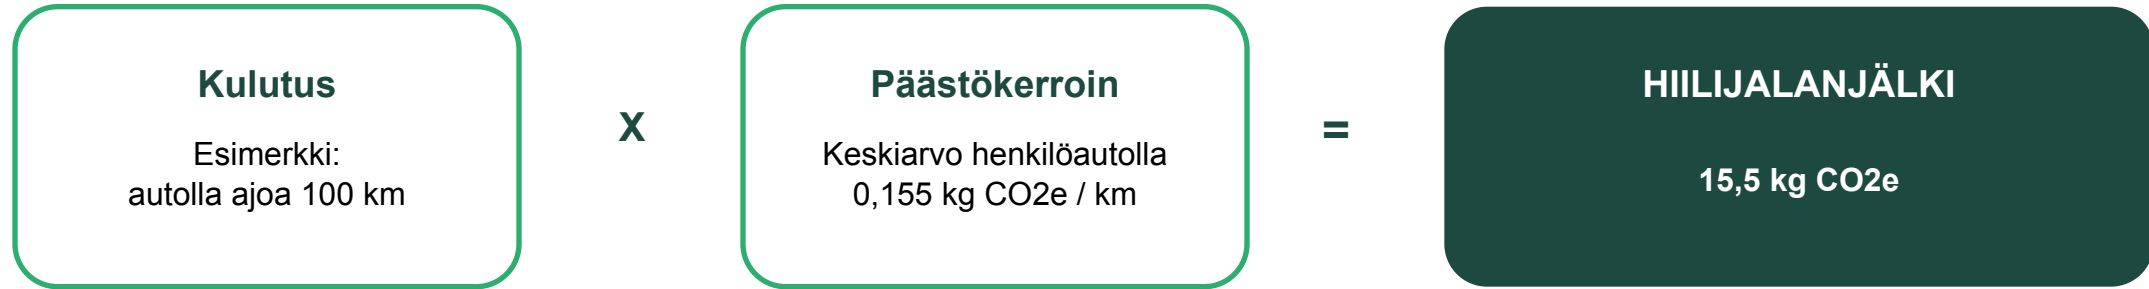 Kulutus
Esimerkki:
autolla ajoa 100 km
x
Päästökerroin
Keskiarvo henkilöautolla
0,155 kg CO2e / km
=
HIILIJALANJÄLKI
15,5 kg CO2e